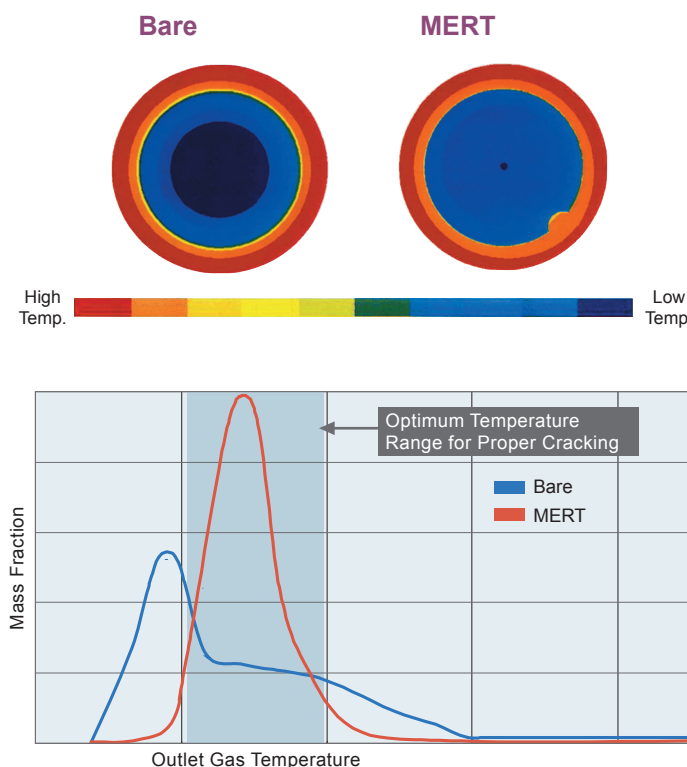 Bare
MERT
High
Temp.
Low
Temp
Optimum Temperature
Range for Proper Cracking
Bare
MERT
Mass Fraction
Outlet Gas Temperature